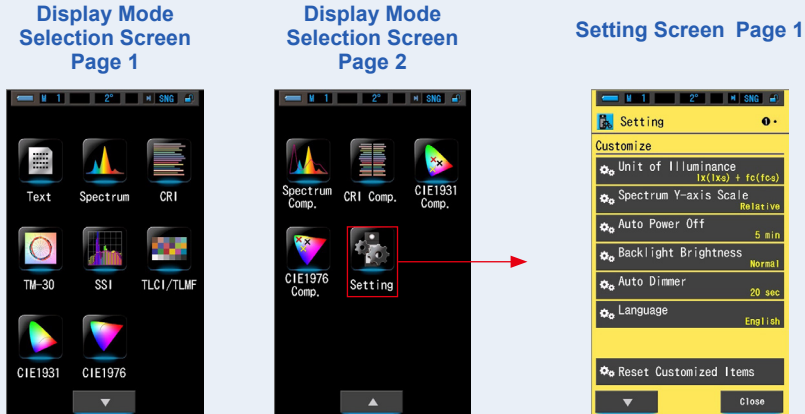 Display Mode
Selection Screen
Page 1
M 1 2° SNG
Text Spectrum CRI
TM-30 SSI TLCI/TLMF
CIE1931 CIE1976
Display Mode
Selection Screen
Page 2
M 1 2° SNG
Spectrum
Comp.
CRI Comp.
CIE1931
Comp.
CIE1976
Comp.
Setting
Setting Screen Page 1
M 1 2° SNG
Setting 1
Customize
Unit of Illuminance
lx(lxs) + fc(fcs)
Spectrum Y-axis Scale
Relative
Auto Power Off
5 min
Backlight Brightness
Normal
Auto Dimmer
20 sec
Language
English
Reset Customized Items
Close